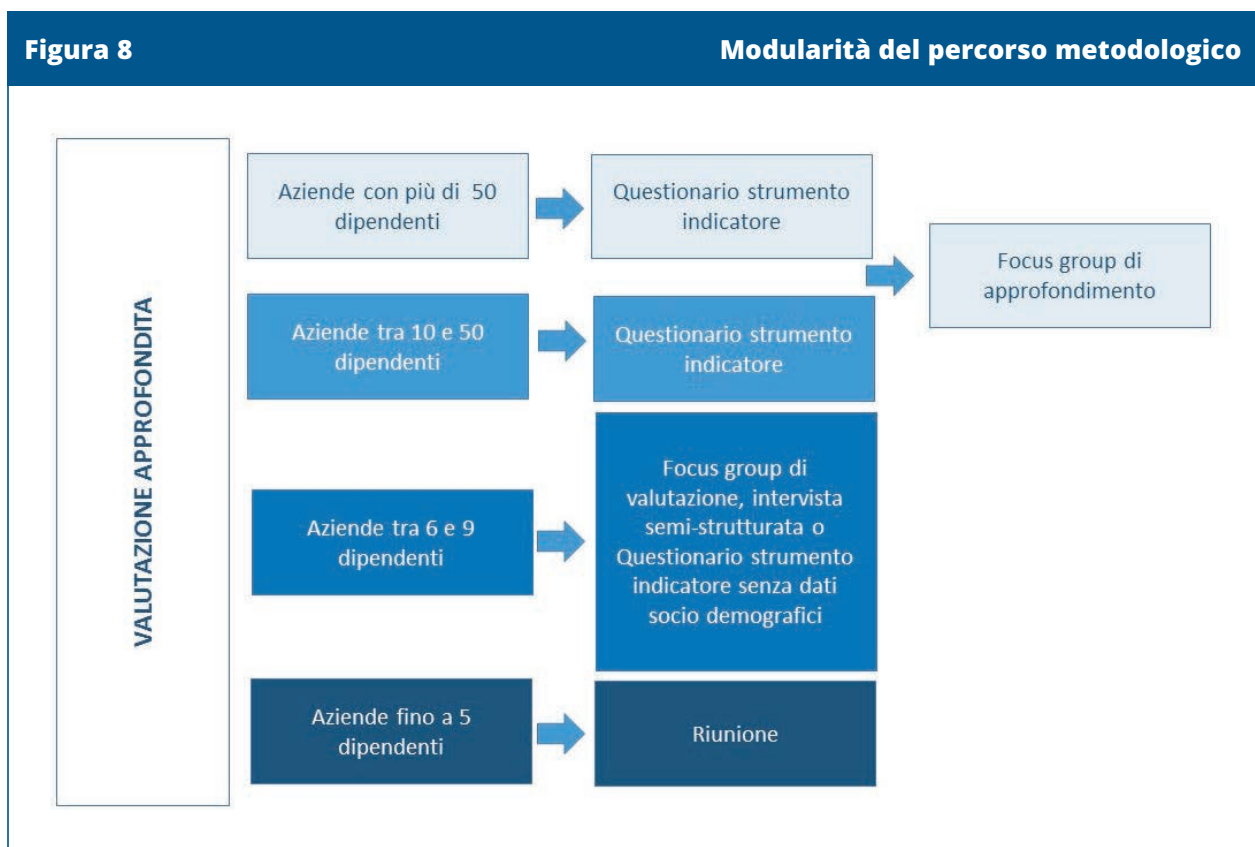 Figura 8
Modularità del percorso metodologico
VALUTAZIONE APPROFONDITA
Aziende con più di 50
dipendenti
Questionario strumento
indicatore
Focus group di
approfondimento
Aziende tra 10 e 50
dipendenti
Questionario strumento
indicatore
Aziende tra 6 e 9
dipendenti
Focus group di
valutazione, intervista
semi-strutturata o
Questionario strumento
indicatore senza dati
socio demografici
Aziende fino a 5
dipendenti
Riunione